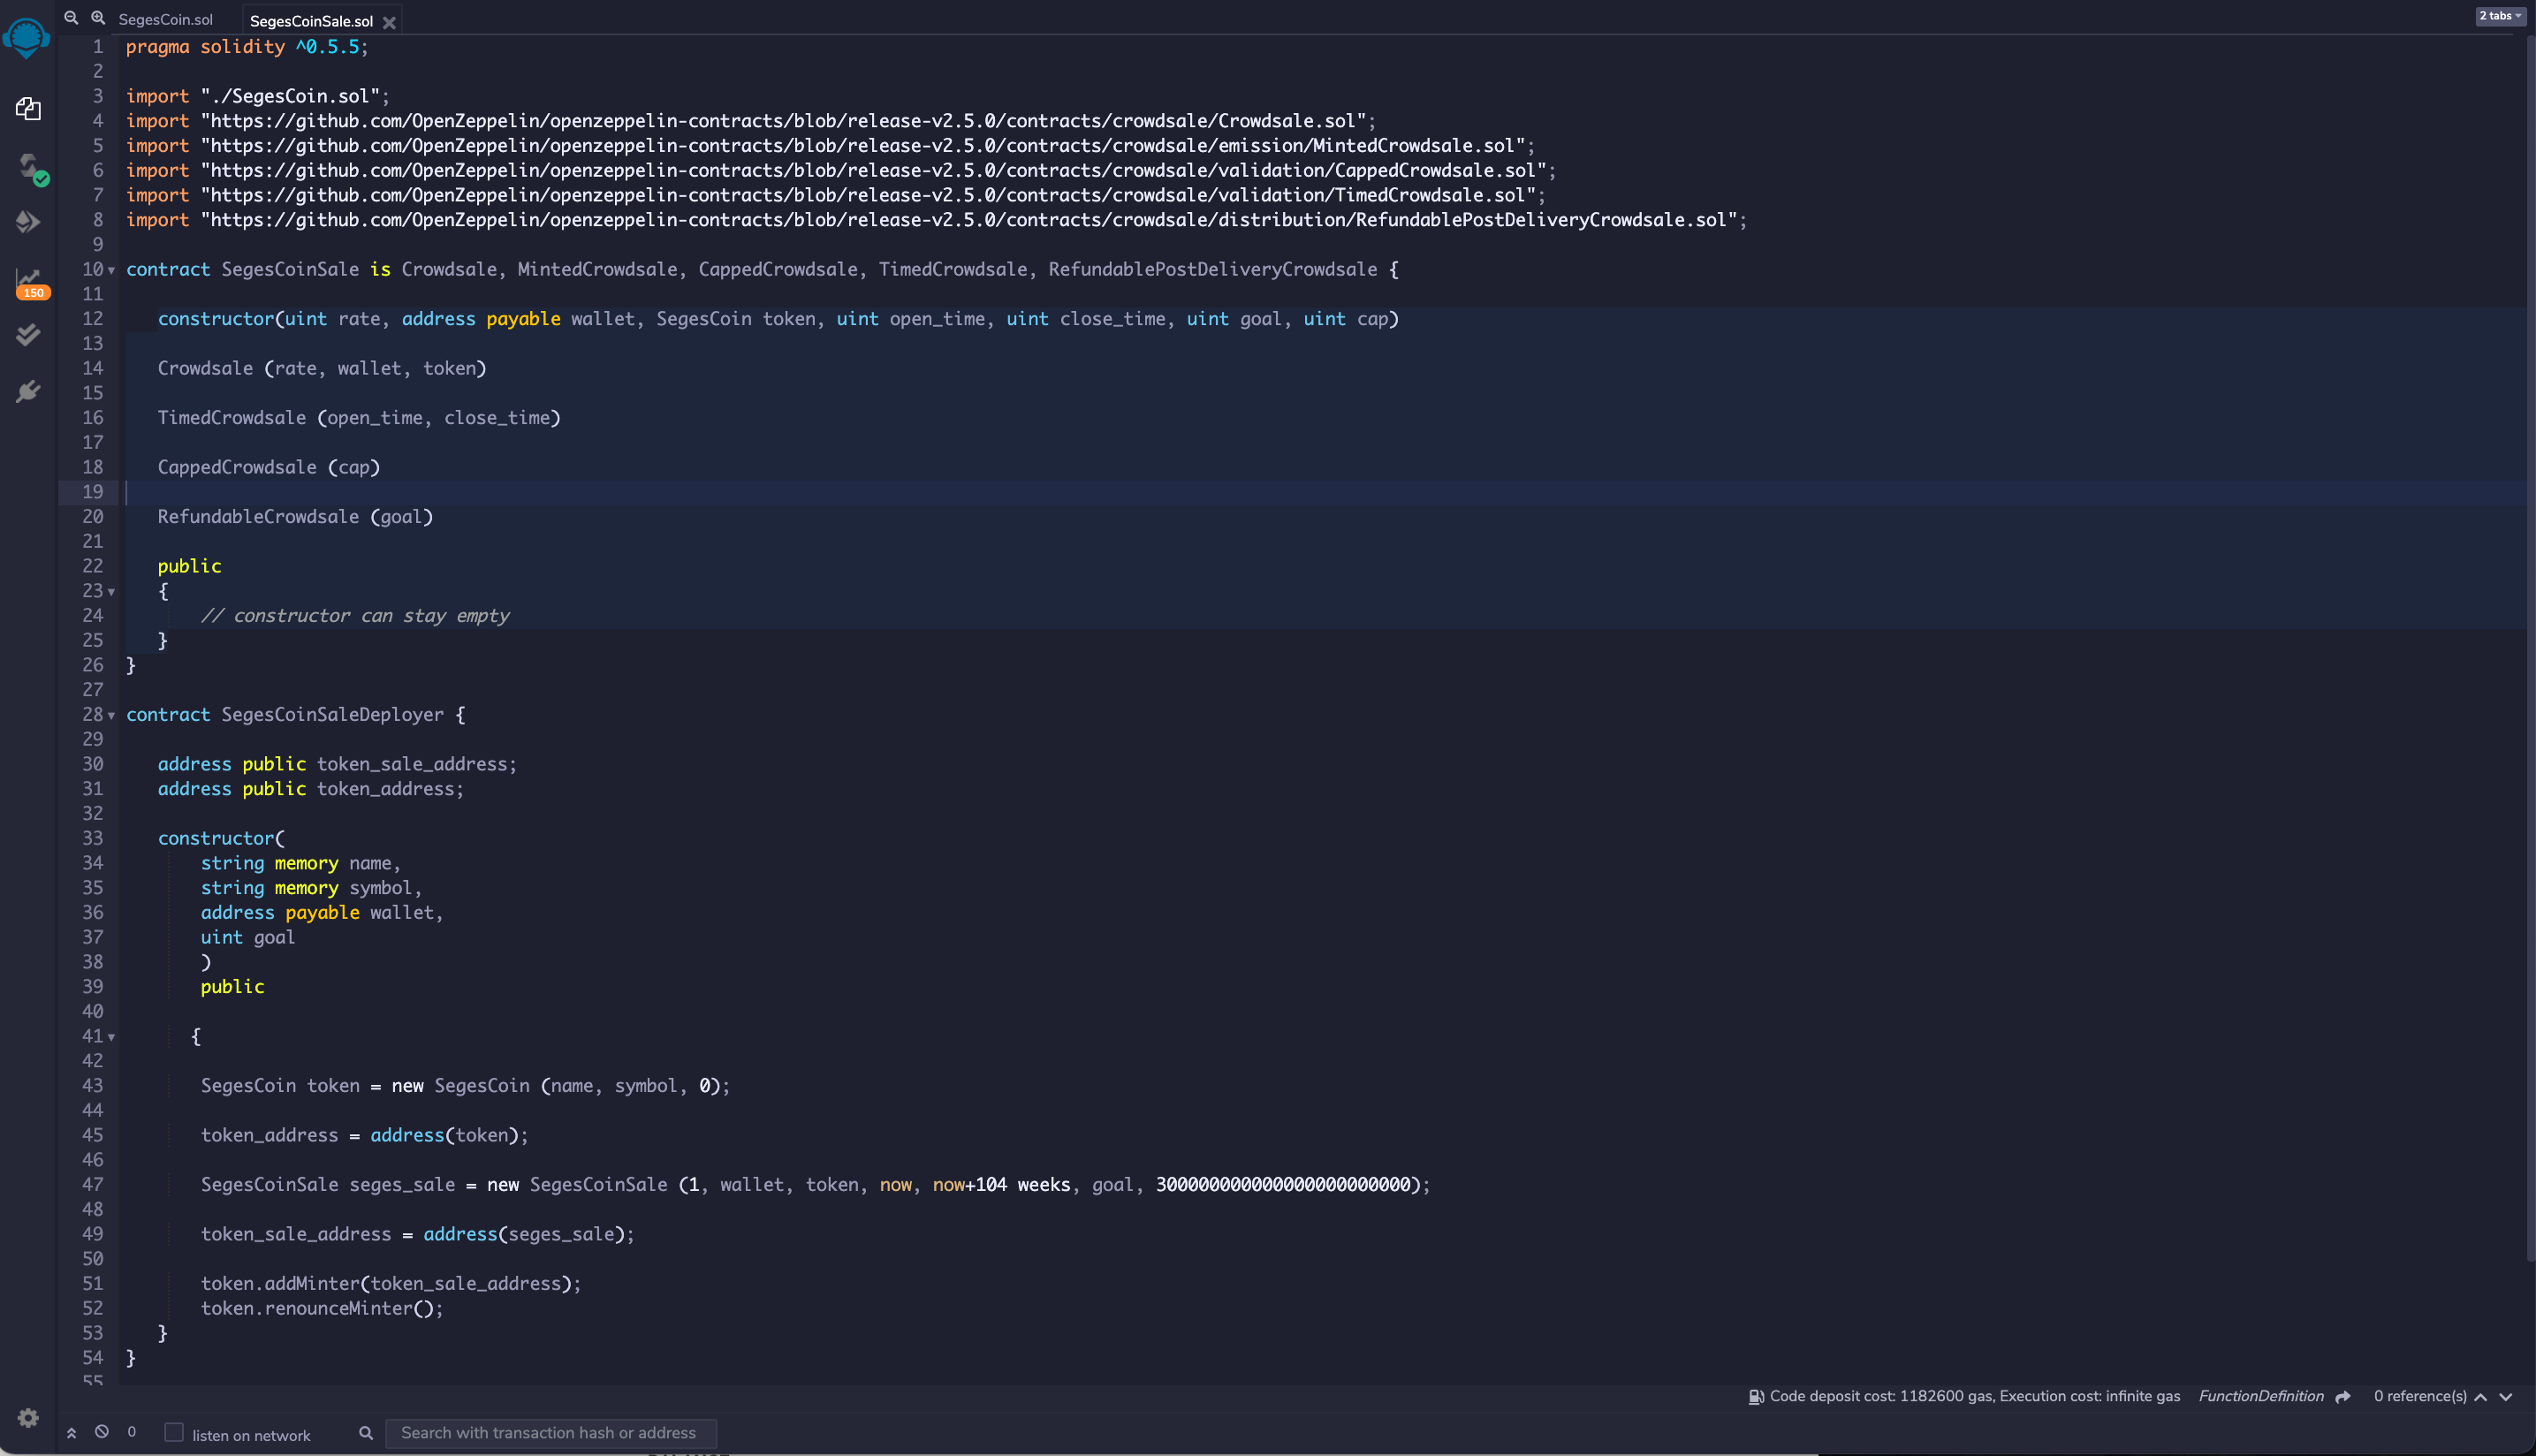 SegesCoin.sol
SegesCoinSale.sol
2 tabs
1 pragma solidity ^0.5.5;
2
3 import "./SegesCoin.sol";
4 import "https://github.com/OpenZeppelin/openzeppelin-contracts/blob/release-v2.5.0/contracts/crowdsale/Crowdsale.sol";
5 import "https://github.com/OpenZeppelin/openzeppelin-contracts/blob/release-v2.5.0/contracts/crowdsale/emission/MintedCrowdsale.sol";
6 import "https://github.com/OpenZeppelin/openzeppelin-contracts/blob/release-v2.5.0/contracts/crowdsale/validation/CappedCrowdsale.sol";
7 import "https://github.com/OpenZeppelin/openzeppelin-contracts/blob/release-v2.5.0/contracts/crowdsale/validation/TimedCrowdsale.sol";
8 import "https://github.com/OpenZeppelin/openzeppelin-contracts/blob/release-v2.5.0/contracts/crowdsale/distribution/RefundablePostDeliveryCrowdsale.sol";
9
10 contract SegesCoinSale is Crowdsale, MintedCrowdsale, CappedCrowdsale, TimedCrowdsale, RefundablePostDeliveryCrowdsale {
150
11
12 constructor(uint rate, address payable wallet, SegesCoin token, uint open_time, uint close_time, uint goal, uint cap)
13
14 Crowdsale (rate, wallet, token)
15
16 TimedCrowdsale (open_time, close_time)
17
18 CappedCrowdsale (cap)
19
20 RefundableCrowdsale (goal)
21
22 public
23 {
24 // constructor can stay empty
25 }
26 }
27
28 contract SegesCoinSaleDeployer {
29
30 address public token_sale_address;
31 address public token_address;
32
33 constructor(
34 string memory name,
35 string memory symbol,
36 address payable wallet,
37 uint goal
38 )
39 public
40
41 {
42
43 SegesCoin token = new SegesCoin (name, symbol, 0);
44
45 token_address = address(token);
46
47 SegesCoinSale seges_sale = new SegesCoinSale (1, wallet, token, now, now+104 weeks, goal, 300000000000000000000000);
48
49 token_sale_address = address(seges_sale);
50
51 token.addMinter(token_sale_address);
52 token.renounceMinter();
53 }
54 }
55
Code deposit cost: 1182600 gas, Execution cost: infinite gas FunctionDefinition 0 reference(s)
0 listen on network Search with transaction hash or address